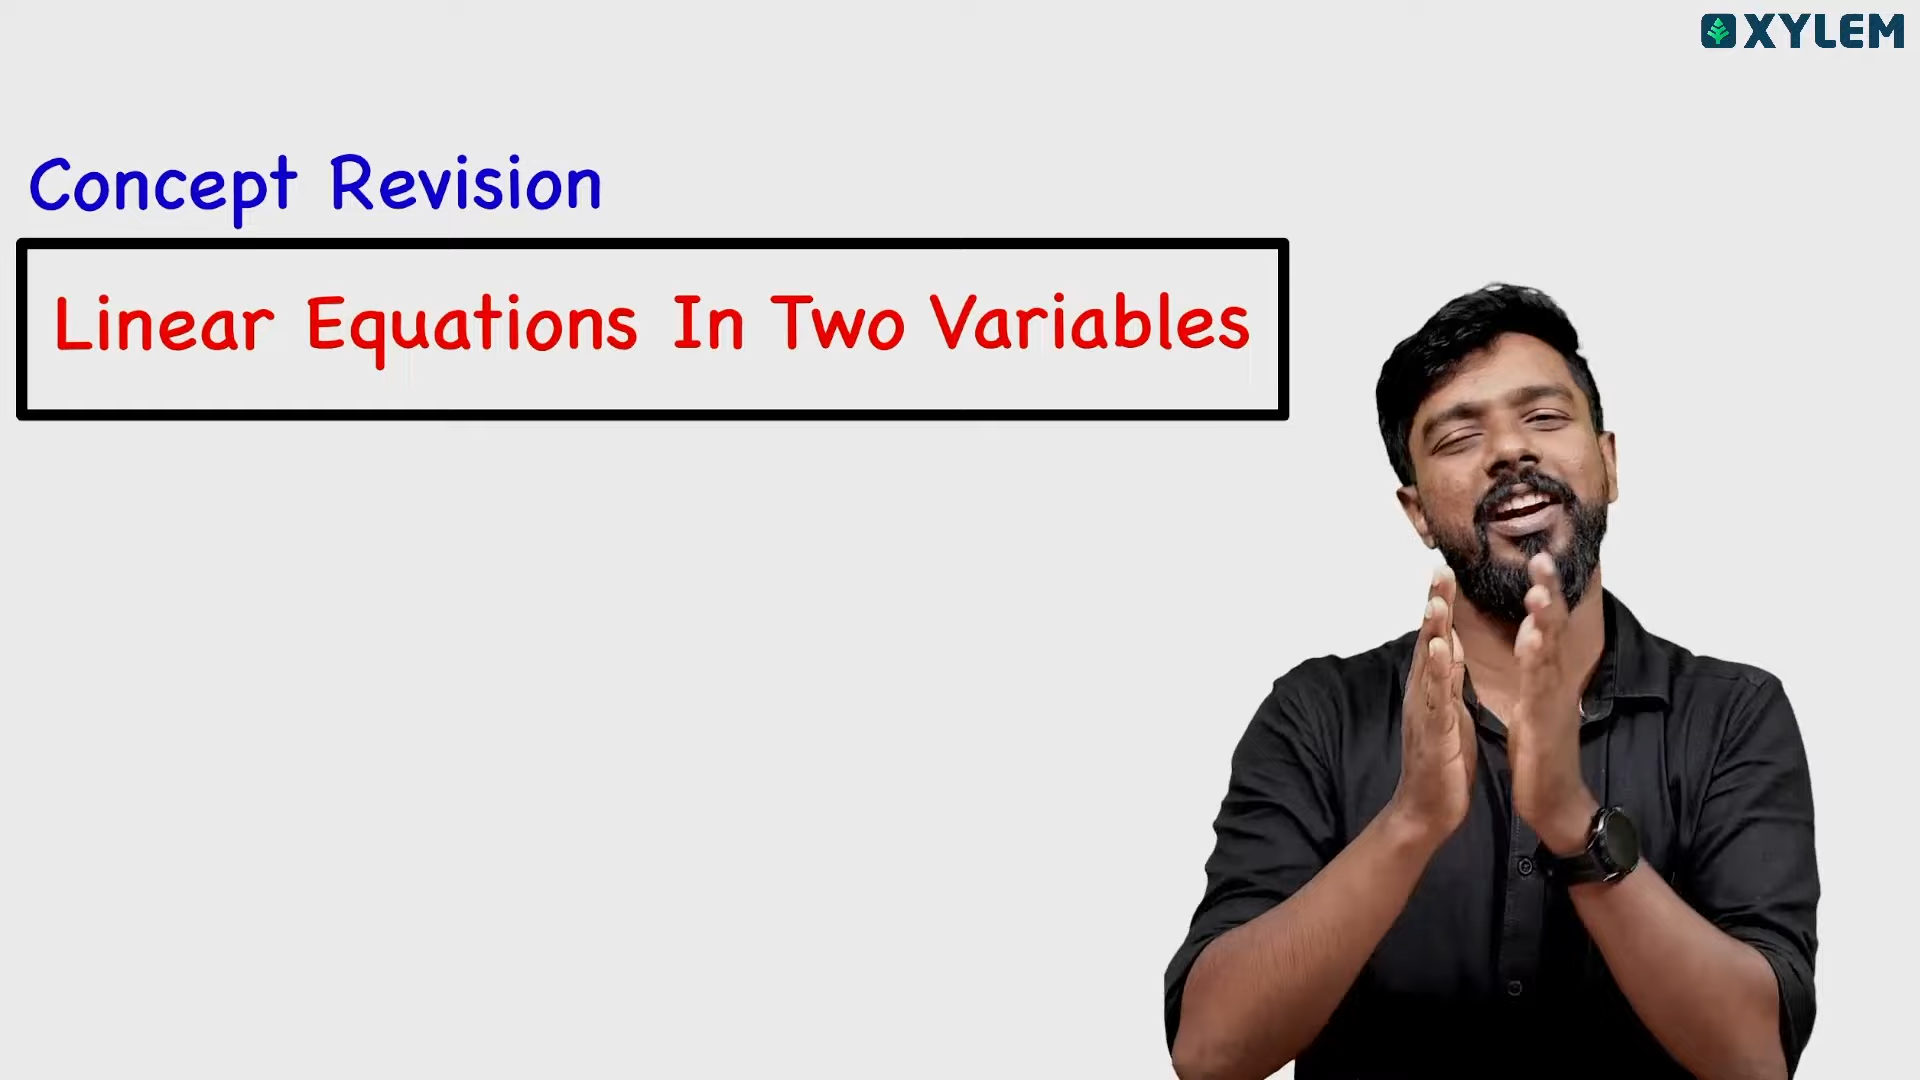 XYLEM
Concept Revision
Linear Equations In Two Variables